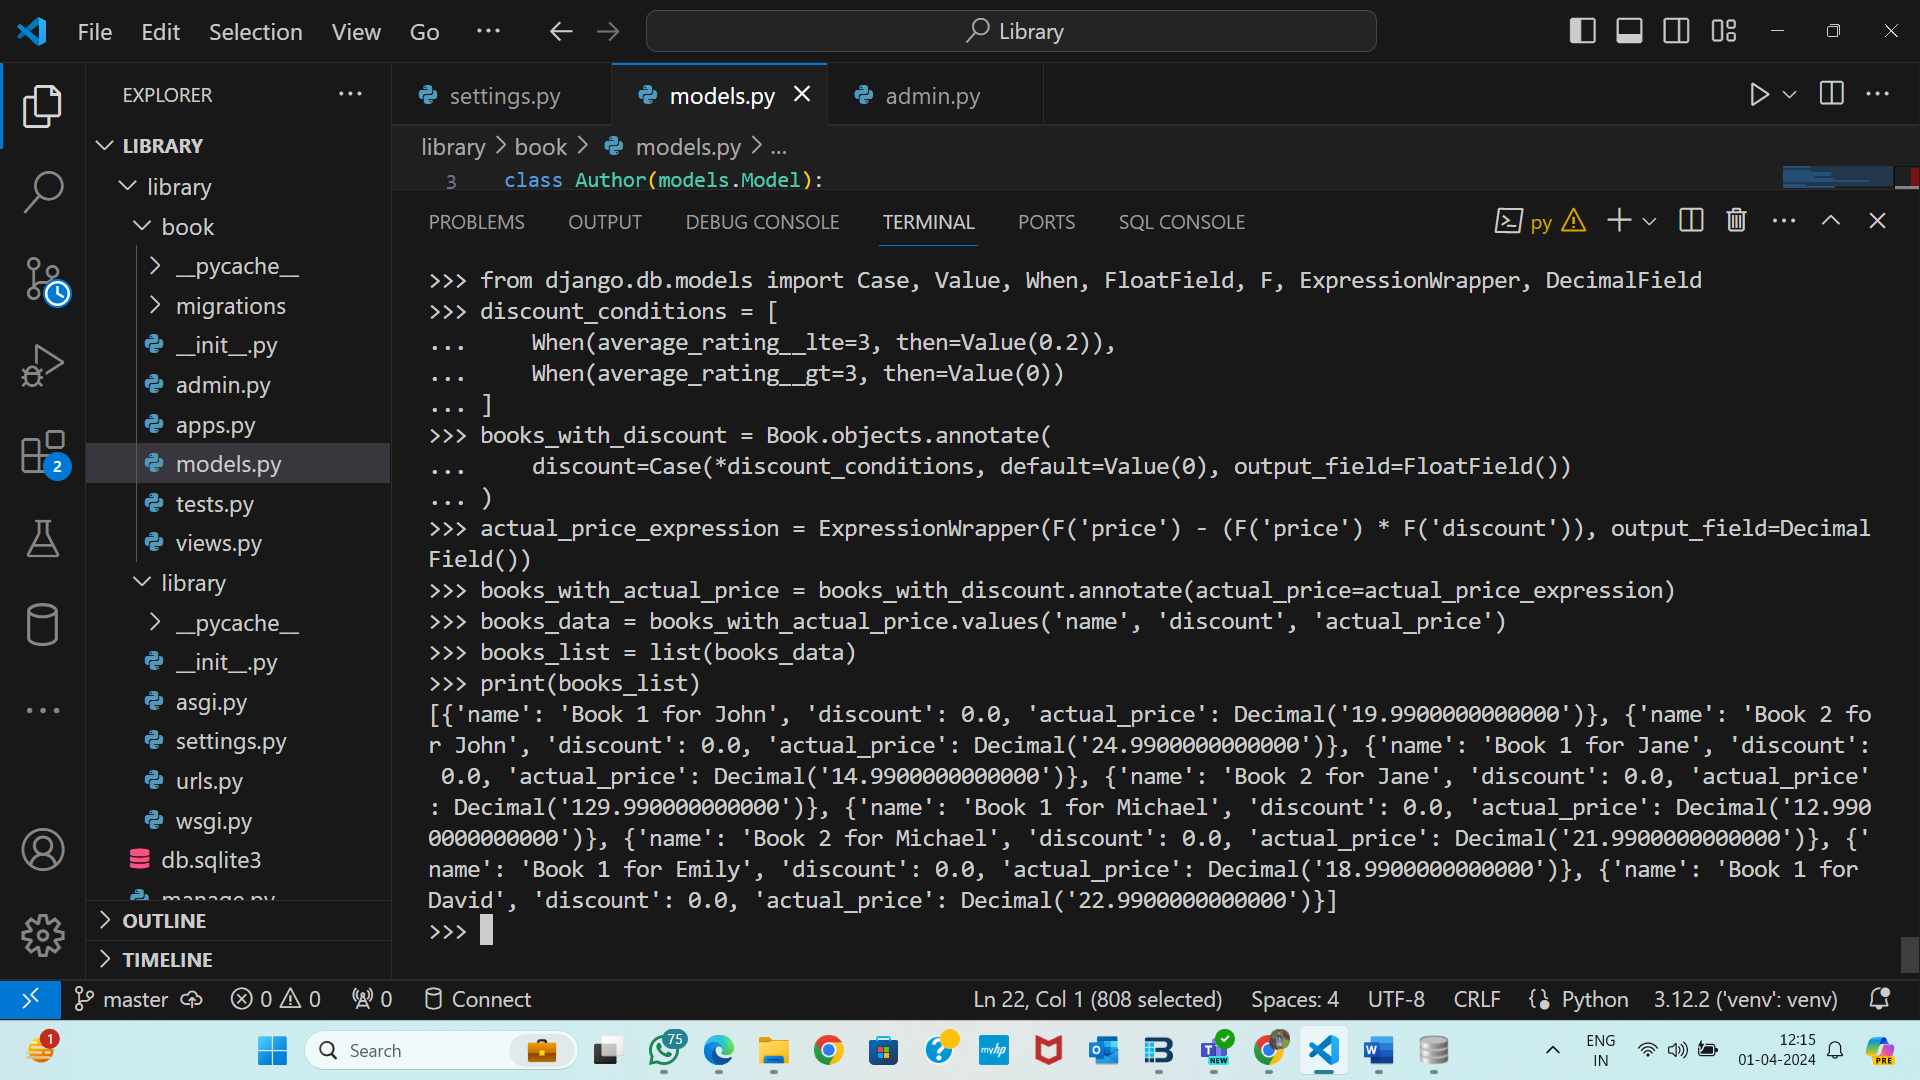 File Edit Selection View Go ···
Library
EXPLORER ···
settings.py
models.py
admin.py
LIBRARY
library
book
__pycache__
migrations
__init__.py
admin.py
apps.py
models.py
tests.py
views.py
library
__pycache__
__init__.py
asgi.py
settings.py
urls.py
wsgi.py
db.sqlite3
manage.py
OUTLINE
TIMELINE
2
library > book > models.py > ...
3 class Author(models.Model):
PROBLEMS OUTPUT DEBUG CONSOLE TERMINAL PORTS SQL CONSOLE
py
>>> from django.db.models import Case, Value, When, FloatField, F, ExpressionWrapper, DecimalField
>>> discount_conditions = [
...     When(average_rating__lte=3, then=Value(0.2)),
...     When(average_rating__gt=3, then=Value(0))
... ]
>>> books_with_discount = Book.objects.annotate(
...     discount=Case(*discount_conditions, default=Value(0), output_field=FloatField())
... )
>>> actual_price_expression = ExpressionWrapper(F('price') - (F('price') * F('discount')), output_field=Decimal
Field())
>>> books_with_actual_price = books_with_discount.annotate(actual_price=actual_price_expression)
>>> books_data = books_with_actual_price.values('name', 'discount', 'actual_price')
>>> books_list = list(books_data)
>>> print(books_list)
[{'name': 'Book 1 for John', 'discount': 0.0, 'actual_price': Decimal('19.9900000000000')}, {'name': 'Book 2 fo
r John', 'discount': 0.0, 'actual_price': Decimal('24.9900000000000')}, {'name': 'Book 1 for Jane', 'discount':
 0.0, 'actual_price': Decimal('14.9900000000000')}, {'name': 'Book 2 for Jane', 'discount': 0.0, 'actual_price'
: Decimal('129.990000000000')}, {'name': 'Book 1 for Michael', 'discount': 0.0, 'actual_price': Decimal('12.990
0000000000')}, {'name': 'Book 2 for Michael', 'discount': 0.0, 'actual_price': Decimal('21.9900000000000')}, {'
name': 'Book 1 for Emily', 'discount': 0.0, 'actual_price': Decimal('18.9900000000000')}, {'name': 'Book 1 for
David', 'discount': 0.0, 'actual_price': Decimal('22.9900000000000')}]
>>>
master 0 0 0 Connect
Ln 22, Col 1 (808 selected) Spaces: 4 UTF-8 CRLF Python 3.12.2 ('venv': venv)
1
Search
75
myhp
NEW
ENG
IN
12:15
01-04-2024
PRE